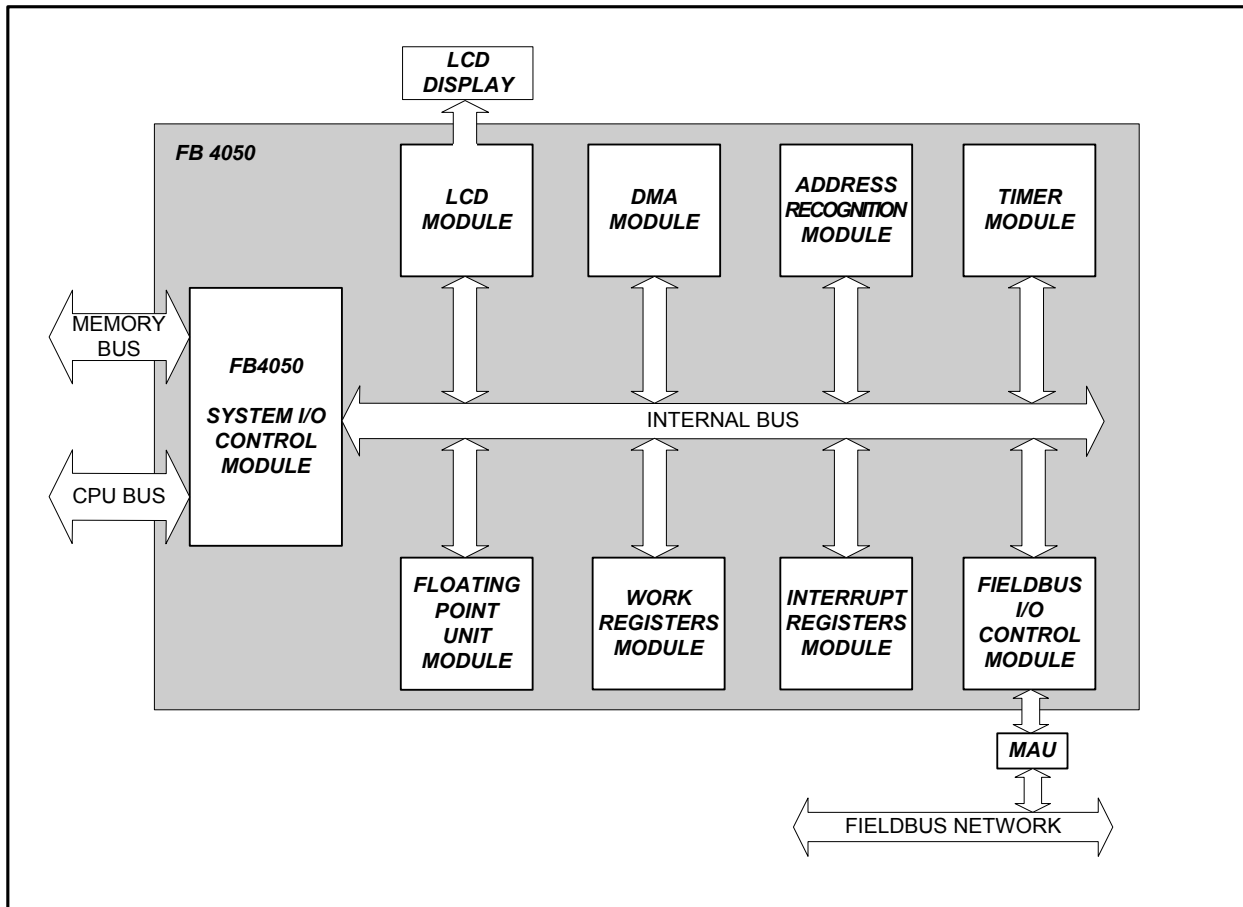 LCD
DISPLAY
FB 4050
LCD
MODULE
DMA
MODULE
ADDRESS
RECOGNITION
MODULE
TIMER
MODULE
MEMORY
BUS
CPU BUS
FB4050
SYSTEM I/O
CONTROL
MODULE
INTERNAL BUS
FLOATING
POINT
UNIT
MODULE
WORK
REGISTERS
MODULE
INTERRUPT
REGISTERS
MODULE
FIELDBUS
I/O
CONTROL
MODULE
MAU
FIELDBUS NETWORK